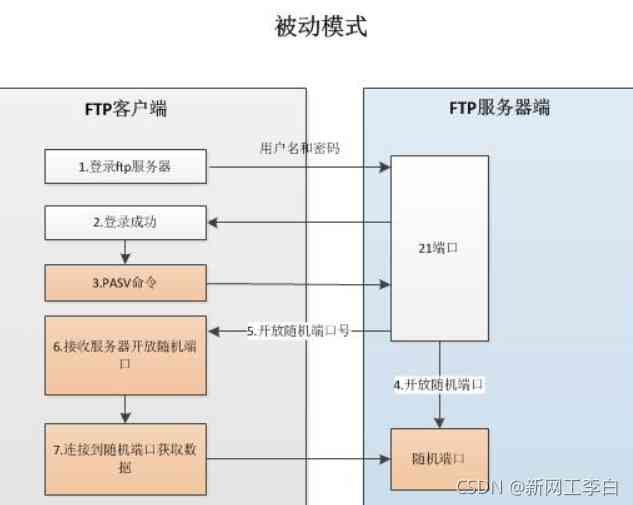 被动模式
FTP客户端
FTP服务器端
用户名和密码
1.登录ftp服务器
2.登录成功
21端口
3.PASV命令
5.开放随机端口号
6.接收服务器开放随机端
口
4.开放随机端口
7.连接到随机端口获取数
据
随机端口
CSDN @新网工李白